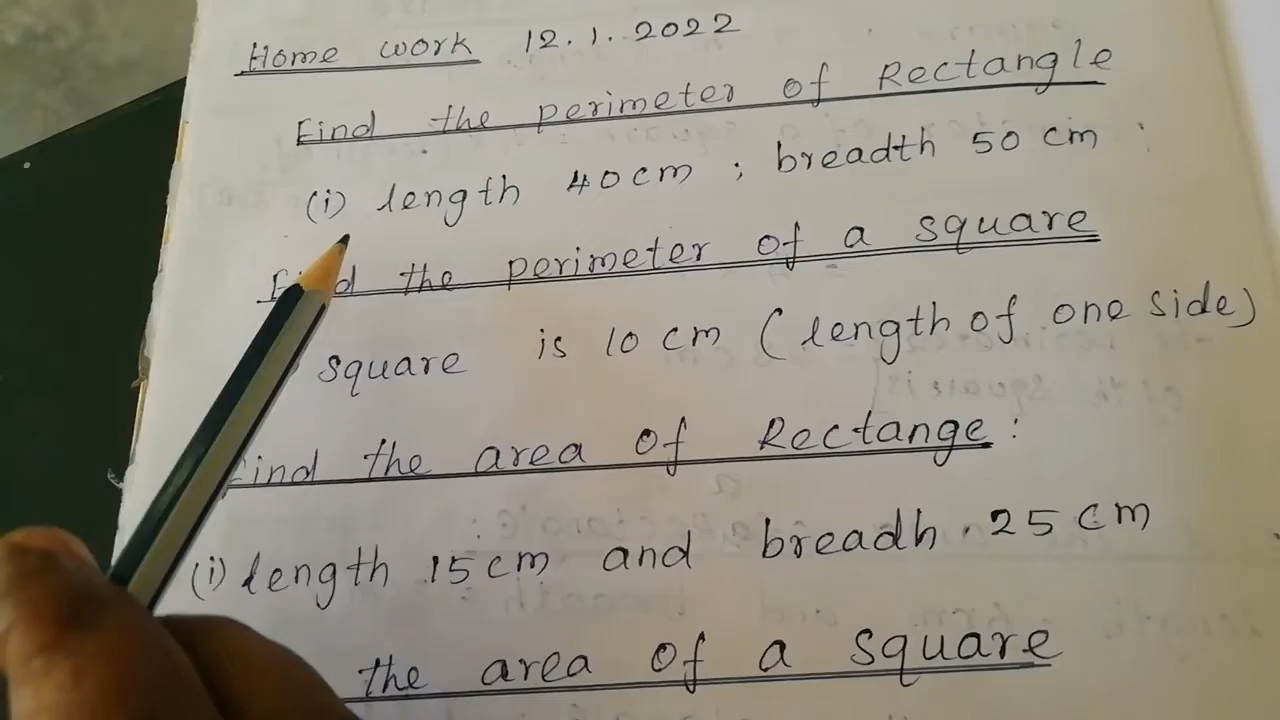 Home work 12.1.2022
Find the perimeter of Rectangle
(i) length 40cm ; breadth 50 cm
the perimeter of a square
square is 10 cm (length of one side)
Find the area of Rectange:
(i) length 15cm and breadh 25 cm
the area of a square